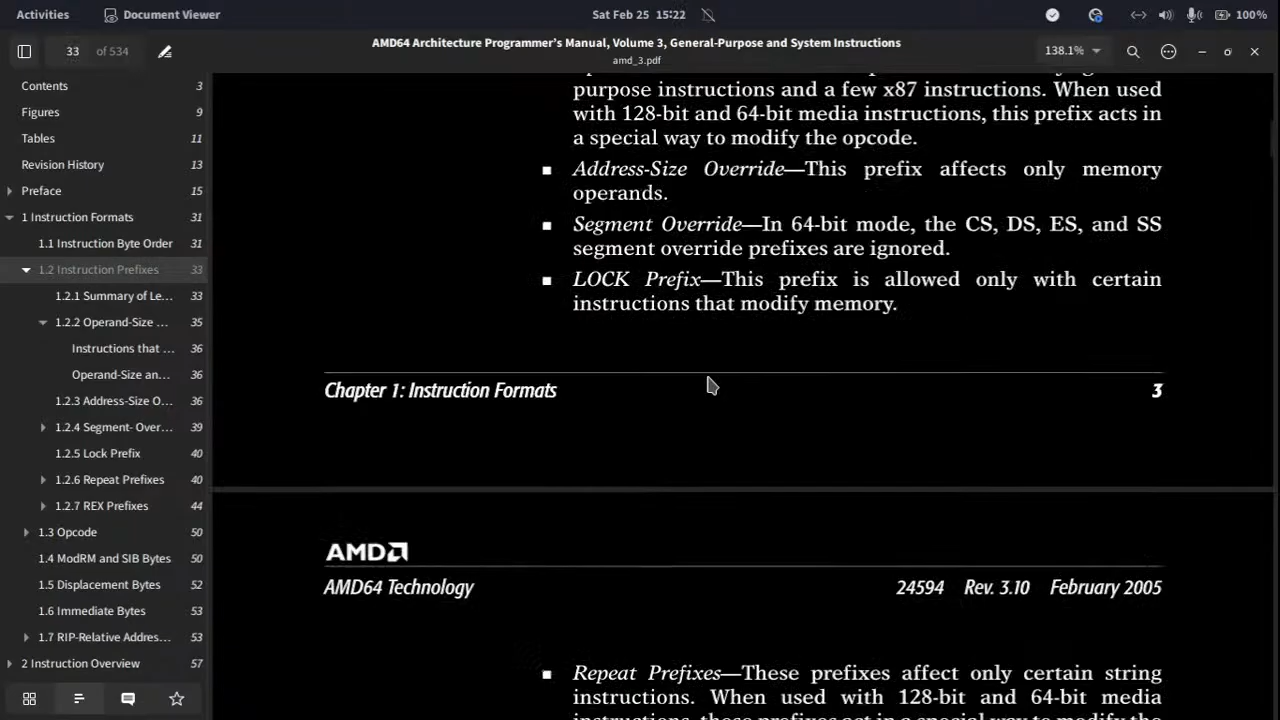 Activities
Document Viewer
Sat Feb 25 15:22
100%
33 of 534
AMD64 Architecture Programmer's Manual, Volume 3, General-Purpose and System Instructions
amd_3.pdf
138.1%
Contents 3
Figures 9
Tables 11
Revision History 13
Preface 15
1 Instruction Formats 31
1.1 Instruction Byte Order 31
1.2 Instruction Prefixes 33
1.2.1 Summary of Le... 33
1.2.2 Operand-Size ... 35
Instructions that ... 36
Operand-Size an... 36
1.2.3 Address-Size O... 36
1.2.4 Segment- Over... 39
1.2.5 Lock Prefix 40
1.2.6 Repeat Prefixes 40
1.2.7 REX Prefixes 44
1.3 Opcode 50
1.4 ModRM and SIB Bytes 50
1.5 Displacement Bytes 52
1.6 Immediate Bytes 53
1.7 RIP-Relative Addres... 53
2 Instruction Overview 57
purpose instructions and a few x87 instructions. When used
with 128-bit and 64-bit media instructions, this prefix acts in
a special way to modify the opcode.
■ Address-Size Override—This prefix affects only memory
operands.
■ Segment Override—In 64-bit mode, the CS, DS, ES, and SS
segment override prefixes are ignored.
■ LOCK Prefix—This prefix is allowed only with certain
instructions that modify memory.
Chapter 1: Instruction Formats 3
AMD
AMD64 Technology 24594 Rev. 3.10 February 2005
■ Repeat Prefixes—These prefixes affect only certain string
instructions. When used with 128-bit and 64-bit media
instructions, these prefixes act in a special way to modify the